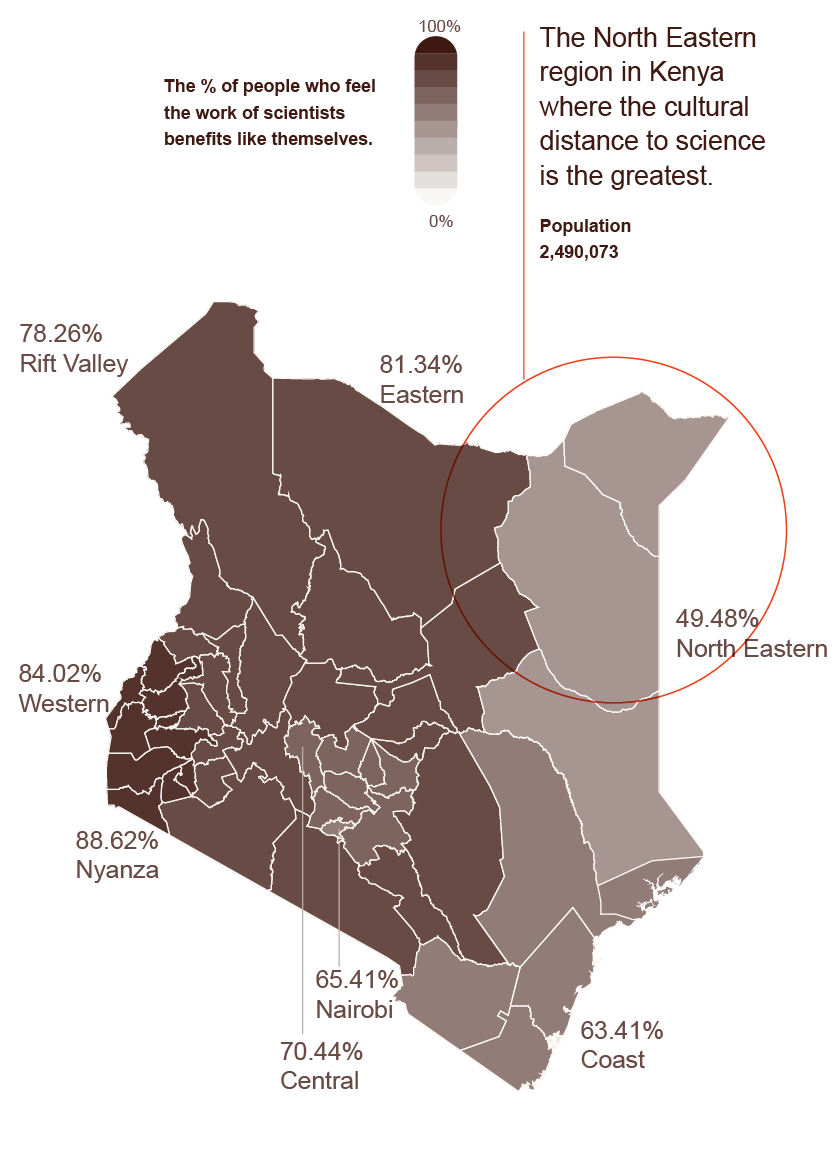 100%
The % of people who feel
the work of scientists
benefits like themselves.
0%
The North Eastern
region in Kenya
where the cultural
distance to science
is the greatest.
Population
2,490,073
78.26%
Rift Valley
81.34%
Eastern
49.48%
North Eastern
84.02%
Western
88.62%
Nyanza
65.41%
Nairobi
70.44%
Central
63.41%
Coast